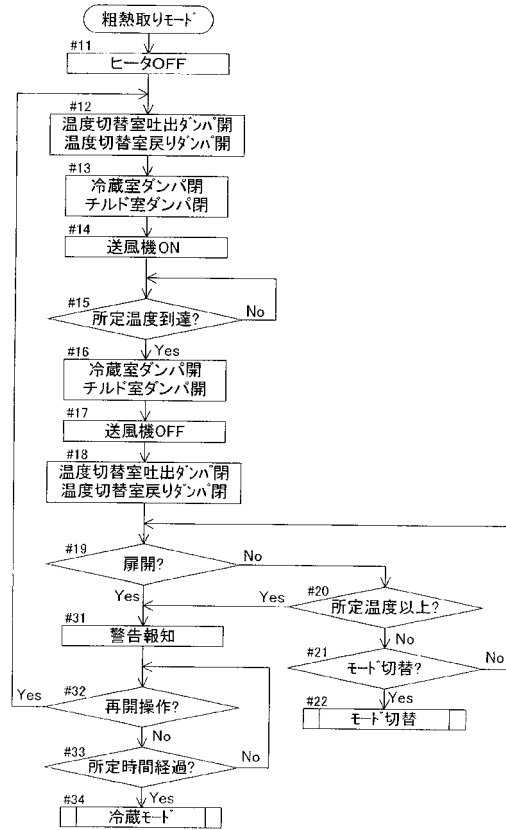 粗熱取りモード
#11
ヒータOFF
#12
温度切替室吐出ダンパ開
温度切替室戻りダンパ開
#13
冷蔵室ダンパ閉
チルド室ダンパ閉
#14
送風機ON
#15
所定温度到達?
No
Yes
#16
冷蔵室ダンパ開
チルド室ダンパ開
#17
送風機OFF
#18
温度切替室吐出ダンパ閉
温度切替室戻りダンパ閉
#19
扉開?
No
Yes
#20
所定温度以上?
Yes
No
#31
警告報知
#21
モード切替?
No
Yes
#22
モード切替
#32
再開操作?
Yes
No
#33
所定時間経過?
No
Yes
#34
冷蔵モード